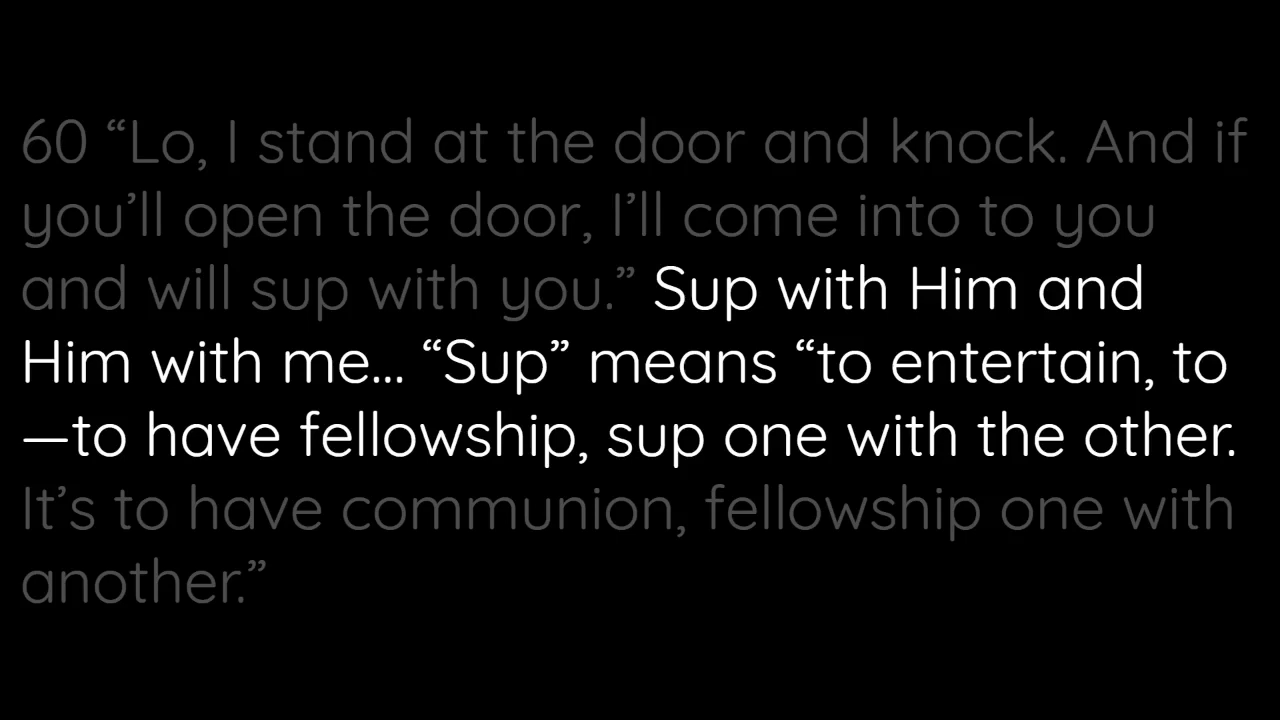 60 “Lo, I stand at the door and knock. And if
you’ll open the door, I’ll come into to you
and will sup with you.” Sup with Him and
Him with me... “Sup” means “to entertain, to
—to have fellowship, sup one with the other.
It’s to have communion, fellowship one with
another.”